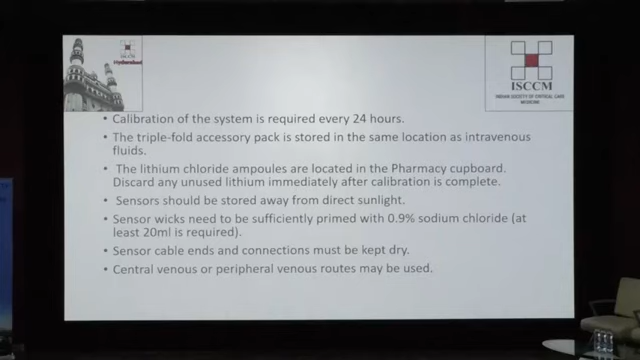 ISCCM
Hyderabad
ISCCM
INDIAN SOCIETY OF CRITICAL CARE
MEDICINE
• Calibration of the system is required every 24 hours.
• The triple-fold accessory pack is stored in the same location as intravenous
fluids.
• The lithium chloride ampoules are located in the Pharmacy cupboard.
Discard any unused lithium immediately after calibration is complete.
• Sensors should be stored away from direct sunlight.
• Sensor wicks need to be sufficiently primed with 0.9% sodium chloride (at
least 20ml is required).
• Sensor cable ends and connections must be kept dry.
• Central venous or peripheral venous routes may be used.